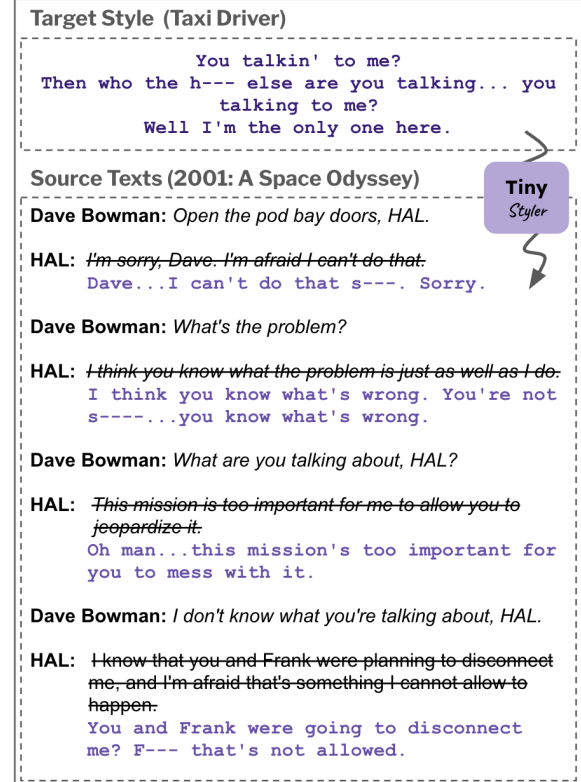 Target Style (Taxi Driver)
You talkin' to me?
Then who the h--- else are you talking... you
talking to me?
Well I'm the only one here.
Tiny
Styler
Source Texts (2001: A Space Odyssey)
Dave Bowman: Open the pod bay doors, HAL.
HAL: I'm sorry, Dave. I'm afraid I can't do that.
Dave...I can't do that s---. Sorry.
Dave Bowman: What's the problem?
HAL: I think you know what the problem is just as well as I do.
I think you know what's wrong. You're not
s----...you know what's wrong.
Dave Bowman: What are you talking about, HAL?
HAL: This mission is too important for me to allow you to
jeopardize it.
Oh man...this mission's too important for
you to mess with it.
Dave Bowman: I don't know what you're talking about, HAL.
HAL: I know that you and Frank were planning to disconnect
me, and I'm afraid that's something I cannot allow to
happen.
You and Frank were going to disconnect
me? F--- that's not allowed.